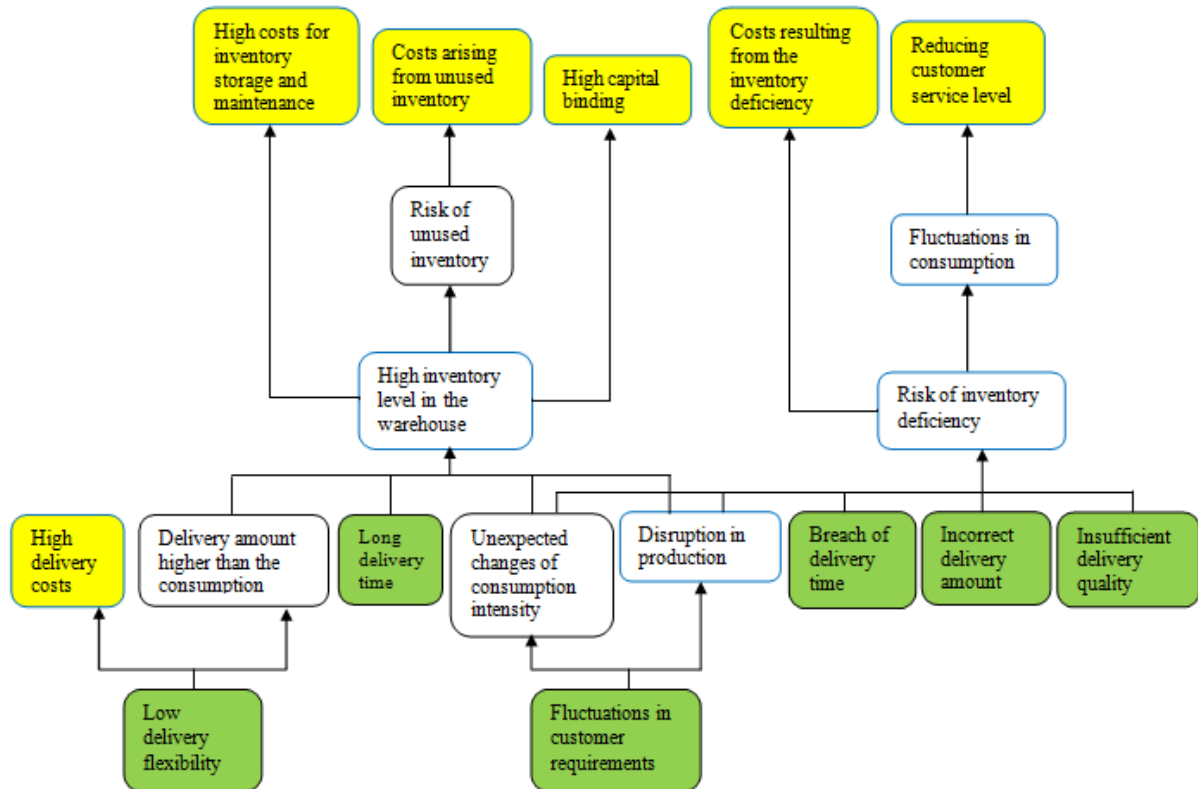 High costs for
inventory
storage and
maintenance
Costs arising
from unused
inventory
High capital
binding
Costs resulting
from the
inventory
deficiency
Reducing
customer
service level
Risk of
unused
inventory
Fluctuations in
consumption
High inventory
level in the
warehouse
Risk of inventory
deficiency
High
delivery
costs
Delivery amount
higher than the
consumption
Long
delivery
time
Unexpected
changes of
consumption
intensity
Disruption in
production
Breach of
delivery
time
Incorrect
delivery
amount
Insufficient
delivery
quality
Low
delivery
flexibility
Fluctuations in
customer
requirements